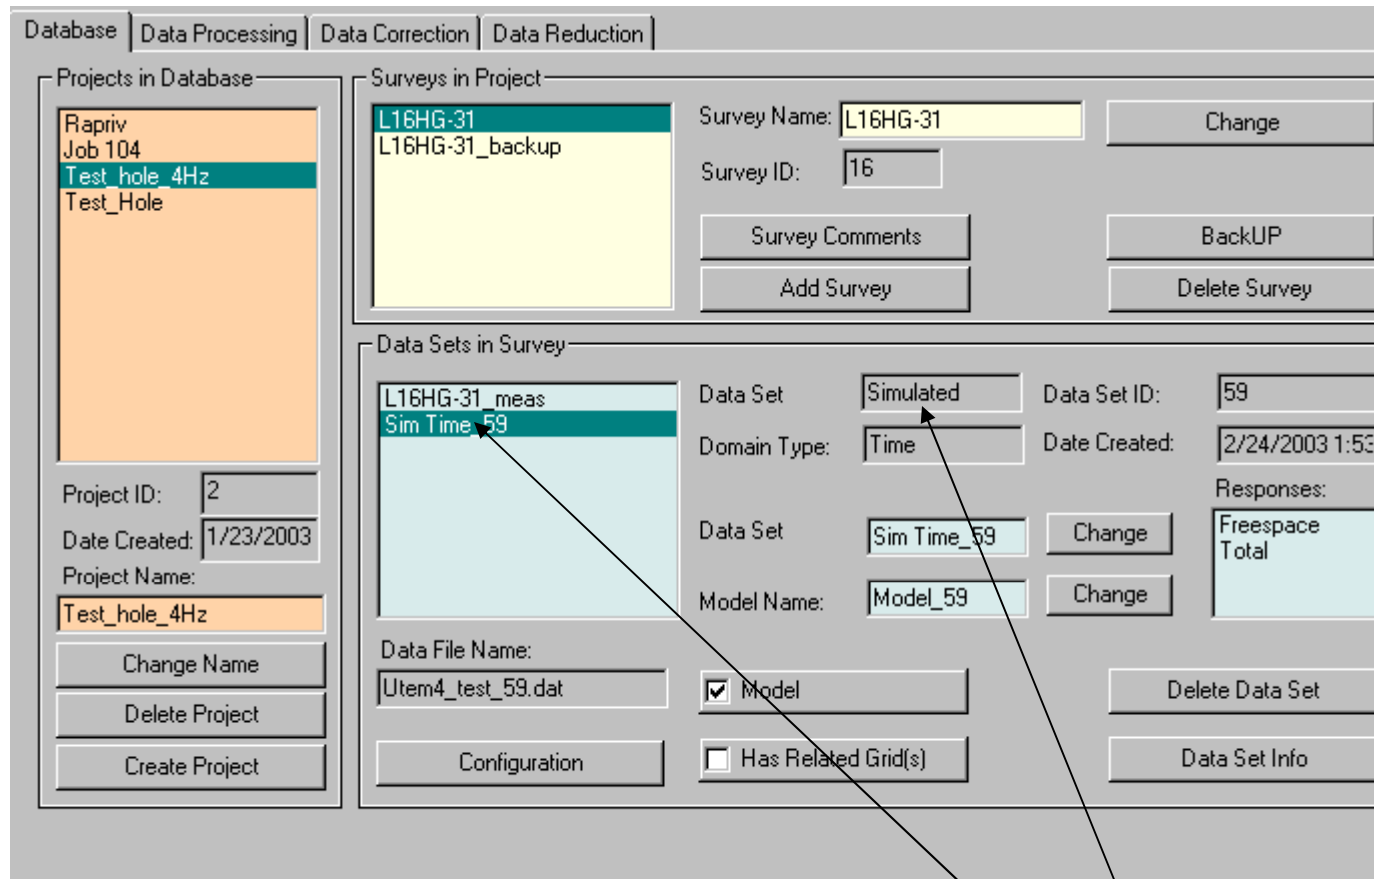 Database Data Processing Data Correction Data Reduction
Projects in Database
Rapriv
Job 104
Test_hole_4Hz
Test_Hole
Project ID: 2
Date Created: 1/23/2003
Project Name:
Test_hole_4Hz
Change Name
Delete Project
Create Project
Surveys in Project
L16HG-31
L16HG-31_backup
Survey Name: L16HG-31 Change
Survey ID: 16
Survey Comments BackUP
Add Survey Delete Survey
Data Sets in Survey
L16HG-31_meas
Sim Time_59
Data Set Simulated Data Set ID: 59
Domain Type: Time Date Created: 2/24/2003 1:53
Responses:
Freespace
Total
Data Set Sim Time_59 Change
Model Name: Model_59 Change
Data File Name:
Utem4_test_59.dat Model Delete Data Set
Configuration Has Related Grid(s) Data Set Info